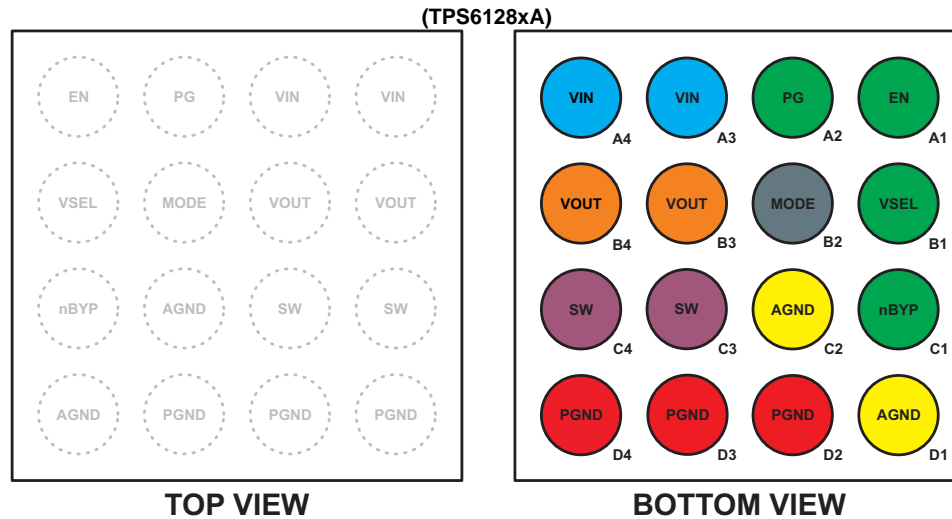 (TPS6128xA)
EN PG VIN VIN
VSEL MODE VOUT VOUT
nBYP AGND SW SW
AGND PGND PGND PGND
TOP VIEW
VIN VIN PG EN
A4 A3 A2 A1
VOUT VOUT MODE VSEL
B4 B3 B2 B1
SW SW AGND nBYP
C4 C3 C2 C1
PGND PGND PGND AGND
D4 D3 D2 D1
BOTTOM VIEW